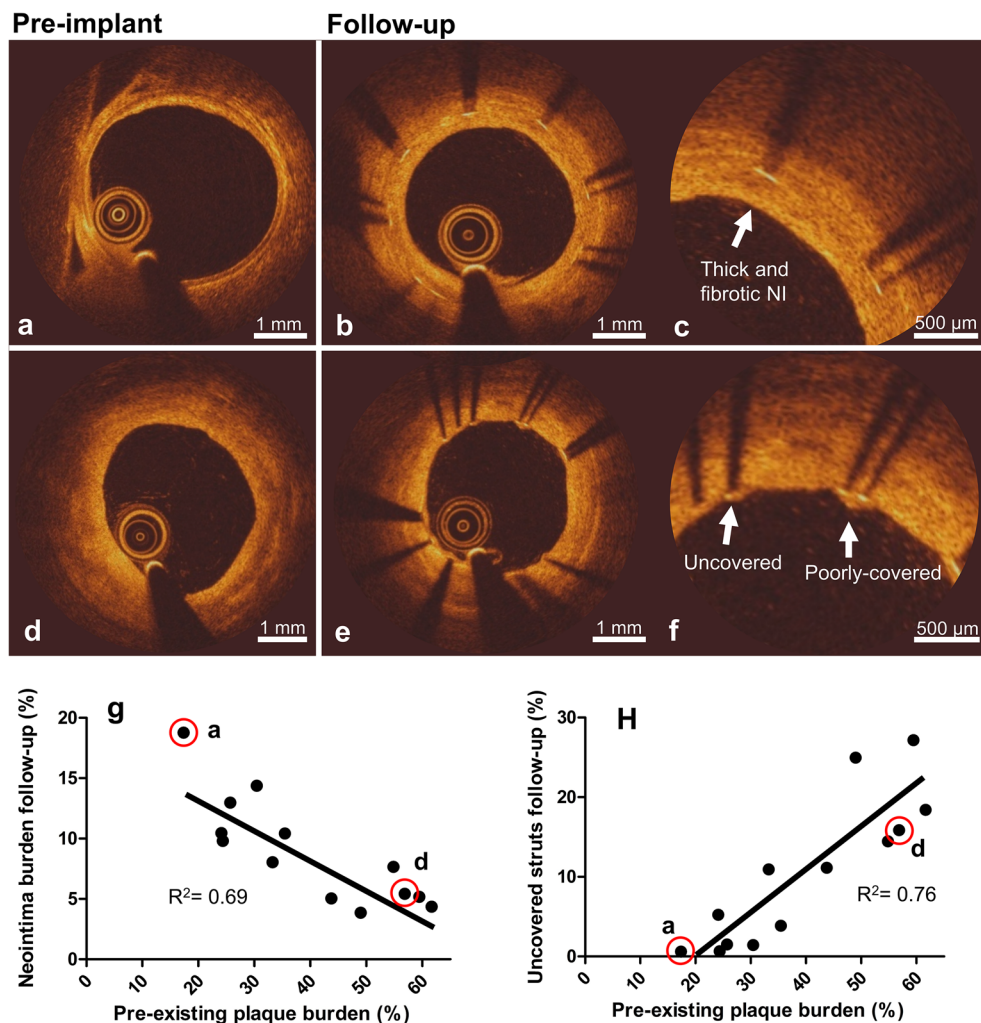 Pre-implant
Follow-up
a
1 mm
b
1 mm
Thick and
fibrotic NI
c
500 µm
d
1 mm
e
1 mm
Uncovered
Poorly-covered
f
500 µm
g
Neointima burden follow-up (%)
20
15
10
5
0
a
d
R²= 0.69
0
10
20
30
40
50
60
Pre-existing plaque burden (%)
H
Uncovered struts follow-up (%)
30
20
10
0
a
d
R²= 0.76
0
10
20
30
40
50
60
Pre-existing plaque burden (%)